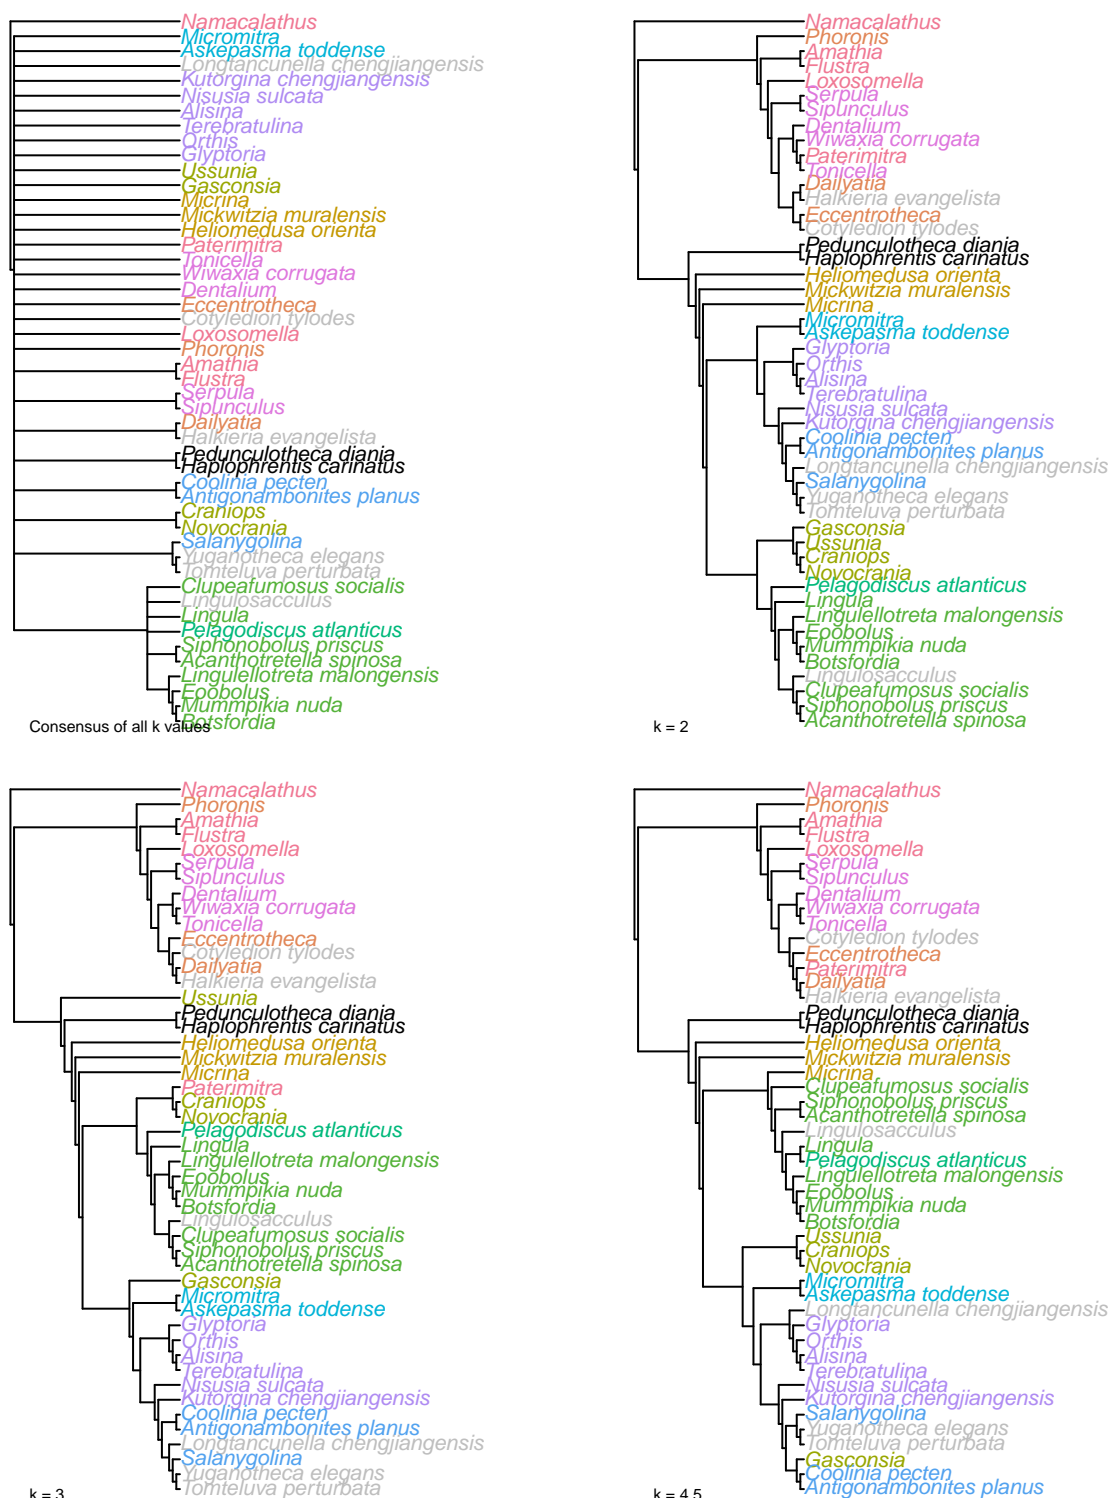 Namacalathus
Micromitra
Askepasma toddense
Longtancunella chengjiangensis
Kutorgina chengjiangensis
Nisusia sulcata
Alisina
Terebratulina
Orthis
Glyptoria
Ussunia
Gasconsia
Micrina
Mickwitzia muralensis
Heliomedusa orienta
Paterimitra
Tonicella
Wiwaxia corrugata
Dentalium
Eccentrotheca
Cotyledion tylodes
Loxosomella
Phoronis
Amathia
Flustra
Serpula
Sipunculus
Dailyatia
Halkieria evangelista
Pedunculotheca diania
Haplophrentis carinatus
Coolinia pecten
Antigonambonites planus
Craniops
Novocrania
Salanygolina
Yuganotheca elegans
Tomteluva perturbata
Clupeafumosus socialis
Lingulosacculus
Lingula
Pelagodiscus atlanticus
Siphonobolus priscus
Acanthotretella spinosa
Lingulellotreta malongensis
Eoobolus
Mummpikia nuda
Botsfordia
Consensus of all k values
Namacalathus
Phoronis
Amathia
Flustra
Loxosomella
Serpula
Sipunculus
Dentalium
Wiwaxia corrugata
Paterimitra
Tonicella
Dailyatia
Halkieria evangelista
Eccentrotheca
Cotyledion tylodes
Pedunculotheca diania
Haplophrentis carinatus
Heliomedusa orienta
Mickwitzia muralensis
Micrina
Micromitra
Askepasma toddense
Glyptoria
Orthis
Alisina
Terebratulina
Nisusia sulcata
Kutorgina chengjiangensis
Coolinia pecten
Antigonambonites planus
Longtancunella chengjiangensis
Salanygolina
Yuganotheca elegans
Tomteluva perturbata
Gasconsia
Ussunia
Craniops
Novocrania
Pelagodiscus atlanticus
Lingula
Lingulellotreta malongensis
Eoobolus
Mummpikia nuda
Botsfordia
Lingulosacculus
Clupeafumosus socialis
Siphonobolus priscus
Acanthotretella spinosa
k = 2
Namacalathus
Phoronis
Amathia
Flustra
Loxosomella
Serpula
Sipunculus
Dentalium
Wiwaxia corrugata
Tonicella
Eccentrotheca
Cotyledion tylodes
Dailyatia
Halkieria evangelista
Ussunia
Pedunculotheca diania
Haplophrentis carinatus
Heliomedusa orienta
Mickwitzia muralensis
Micrina
Paterimitra
Craniops
Novocrania
Pelagodiscus atlanticus
Lingula
Lingulellotreta malongensis
Eoobolus
Mummpikia nuda
Botsfordia
Lingulosacculus
Clupeafumosus socialis
Siphonobolus priscus
Acanthotretella spinosa
Gasconsia
Micromitra
Askepasma toddense
Glyptoria
Orthis
Alisina
Terebratulina
Nisusia sulcata
Kutorgina chengjiangensis
Coolinia pecten
Antigonambonites planus
Longtancunella chengjiangensis
Salanygolina
Yuganotheca elegans
Tomteluva perturbata
k = 3
Namacalathus
Phoronis
Amathia
Flustra
Loxosomella
Serpula
Sipunculus
Dentalium
Wiwaxia corrugata
Tonicella
Cotyledion tylodes
Eccentrotheca
Paterimitra
Dailyatia
Halkieria evangelista
Pedunculotheca diania
Haplophrentis carinatus
Heliomedusa orienta
Mickwitzia muralensis
Micrina
Clupeafumosus socialis
Siphonobolus priscus
Acanthotretella spinosa
Lingulosacculus
Lingula
Pelagodiscus atlanticus
Lingulellotreta malongensis
Eoobolus
Mummpikia nuda
Botsfordia
Ussunia
Craniops
Novocrania
Micromitra
Askepasma toddense
Longtancunella chengjiangensis
Glyptoria
Orthis
Alisina
Terebratulina
Nisusia sulcata
Kutorgina chengjiangensis
Salanygolina
Yuganotheca elegans
Tomteluva perturbata
Gasconsia
Coolinia pecten
Antigonambonites planus
k = 4.5